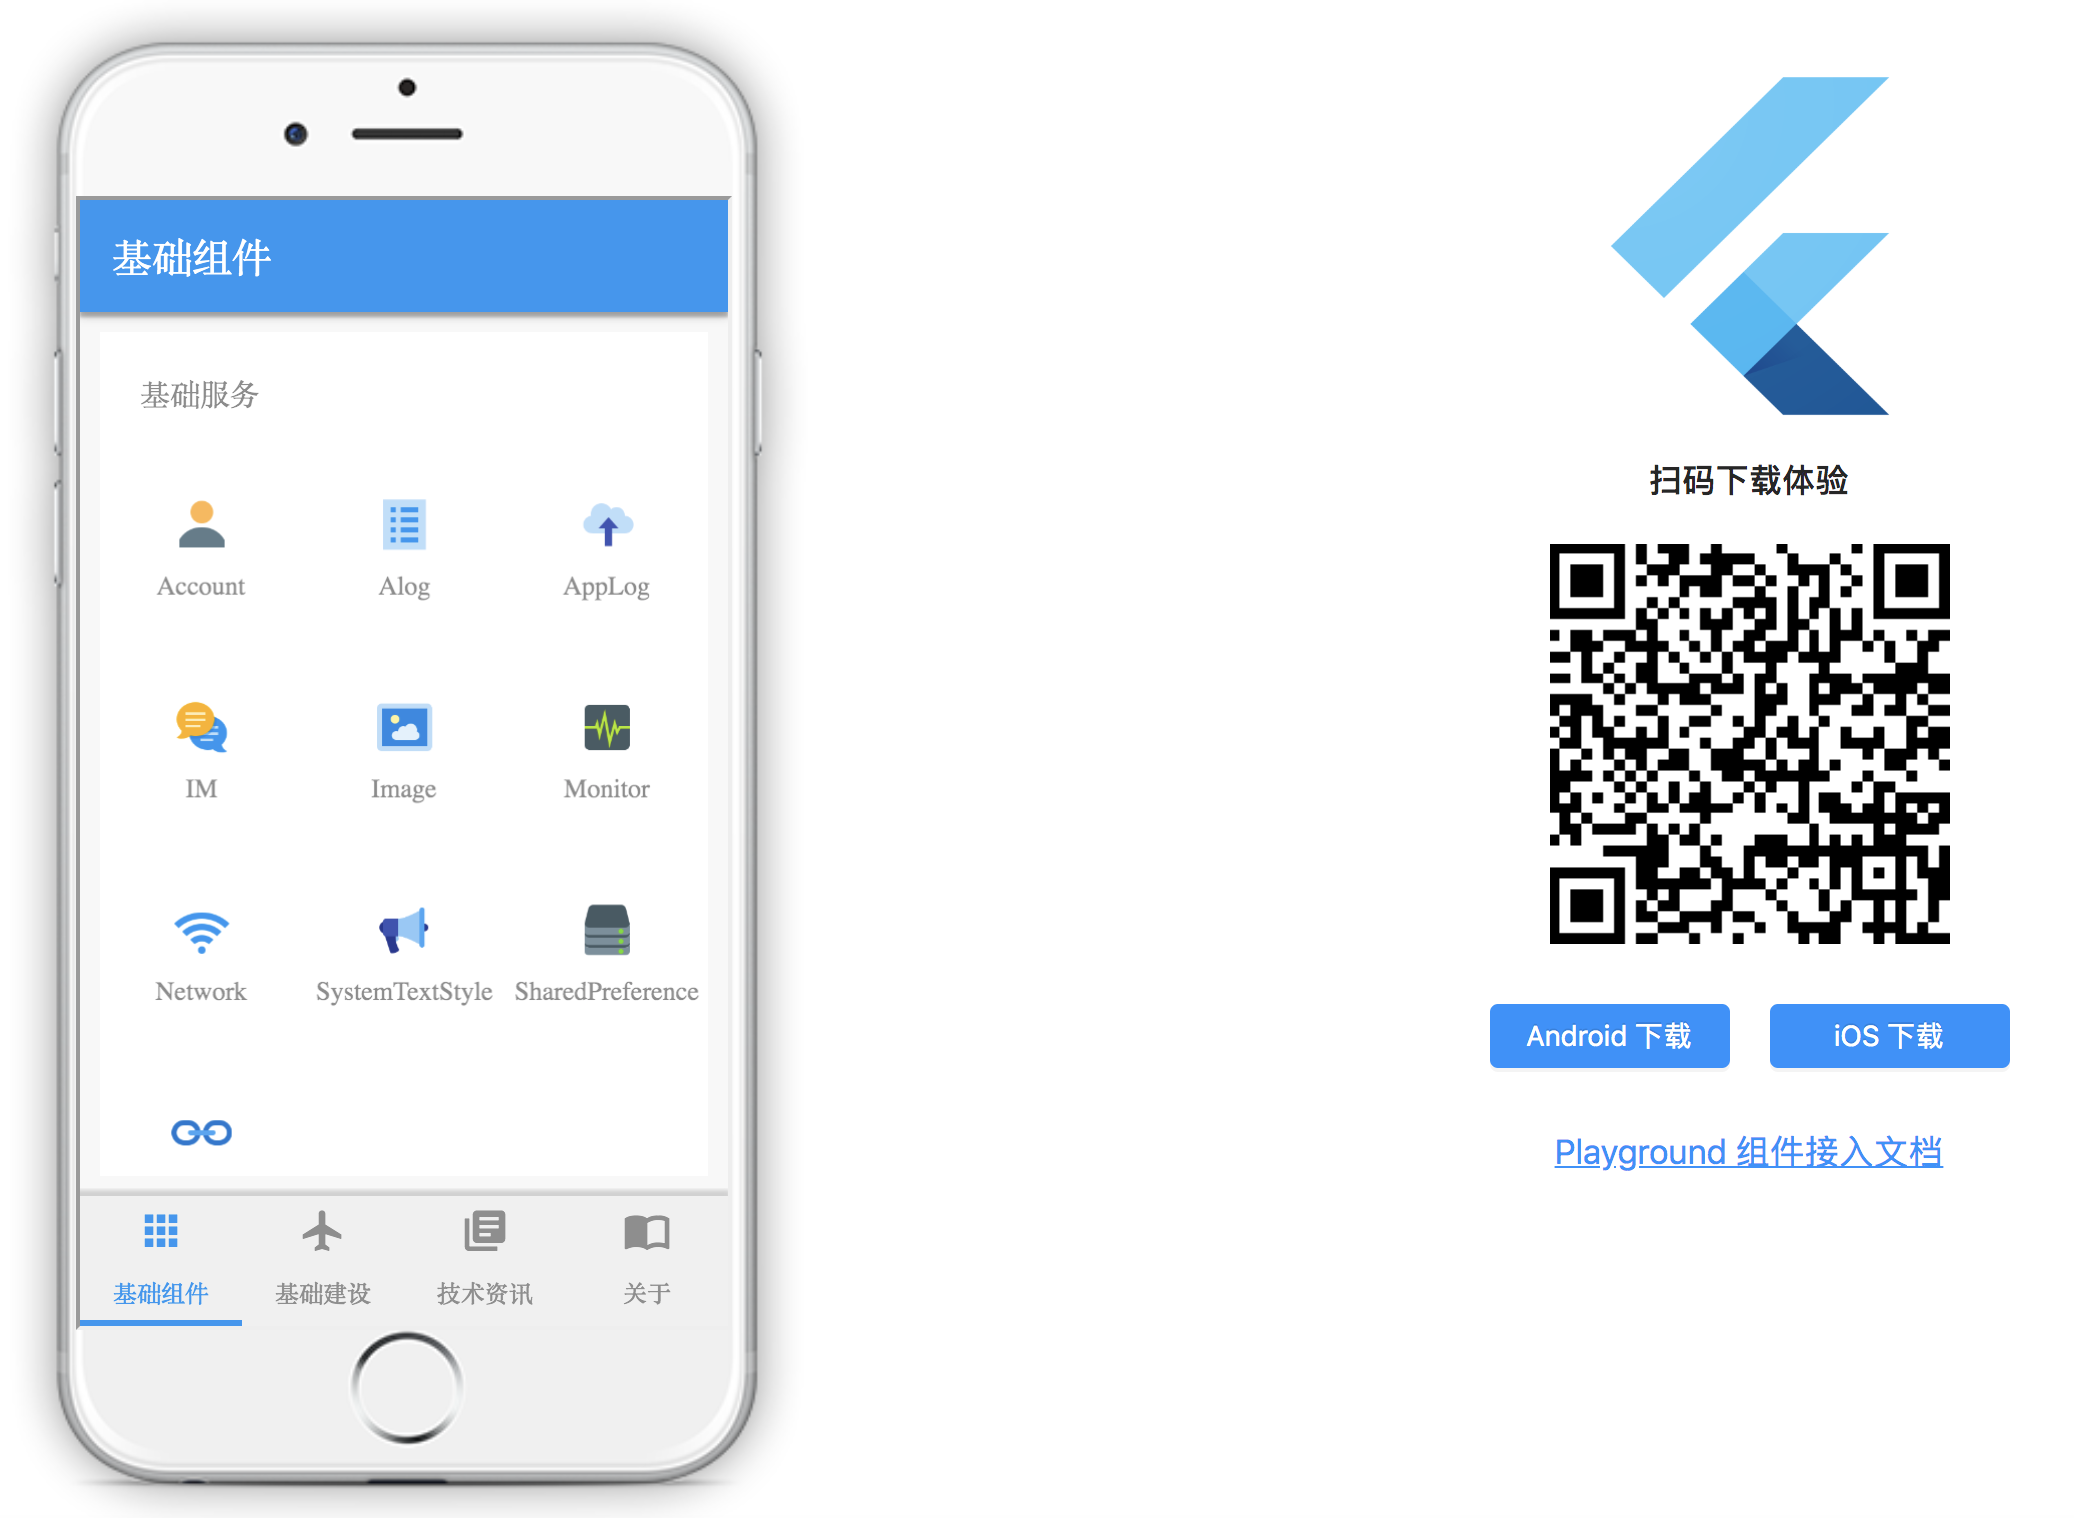 基础组件
基础服务
Account
Alog
AppLog
IM
Image
Monitor
Network
SystemTextStyle
SharedPreference
基础组件
基础建设
技术资讯
关于
扫码下载体验
Android 下载
iOS 下载
Playground 组件接入文档